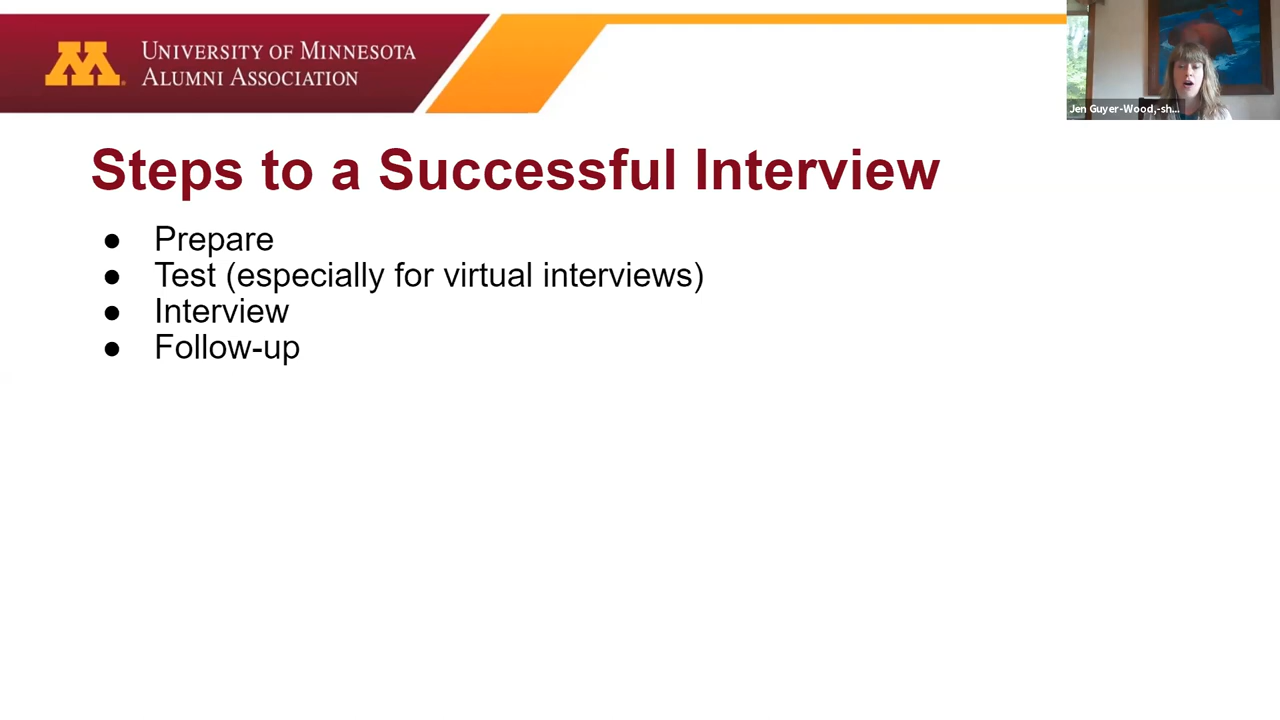 UNIVERSITY OF MINNESOTA
ALUMNI ASSOCIATION
Jen Guyer-Wood,-sh...
Steps to a Successful Interview
● Prepare
● Test (especially for virtual interviews)
● Interview
● Follow-up